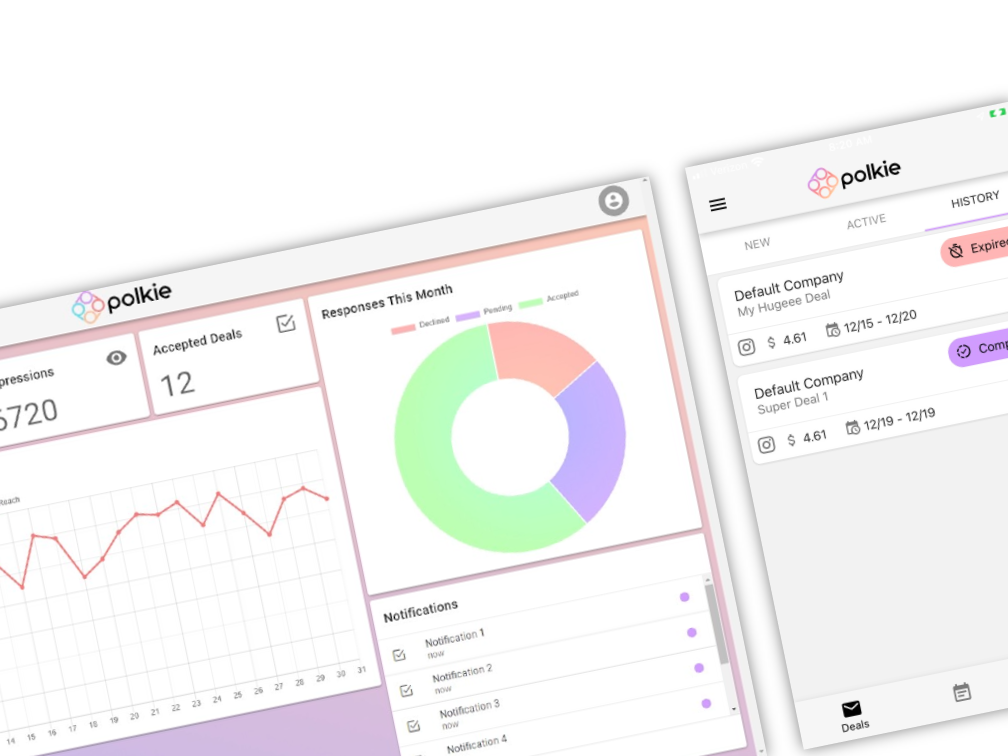 polkie
pressions
6720
Accepted Deals
12
Reach
14 15 16 17 18 19 20 21 22 23 24 25 26 27 28 29 30 31
Responses This Month
Declined Pending Accepted
Notifications
Notification 1
now
Notification 2
now
Notification 3
now
Notification 4
polkie
NEW ACTIVE HISTORY
Default Company
My Hugeee Deal
Expired
$ 4.61 12/15 - 12/20
Default Company
Super Deal 1
Comp
$ 4.61 12/19 - 12/19
Deals